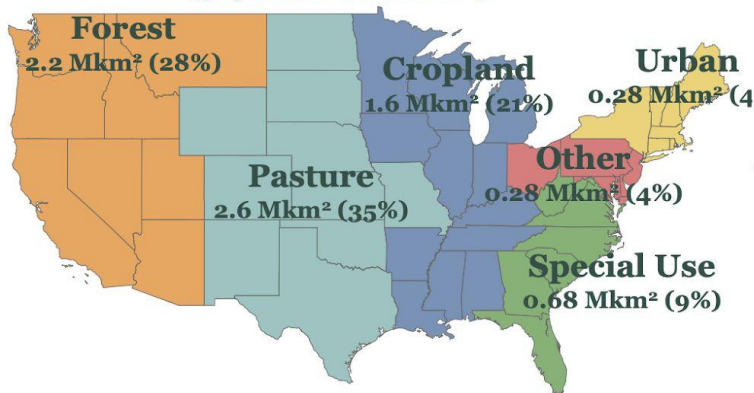 Forest
2.2 Mkm² (28%)
Cropland
1.6 Mkm² (21%)
Urban
0.28 Mkm² (4
Pasture
2.6 Mkm² (35%)
Other
0.28 Mkm² (4%)
Special Use
0.68 Mkm² (9%)